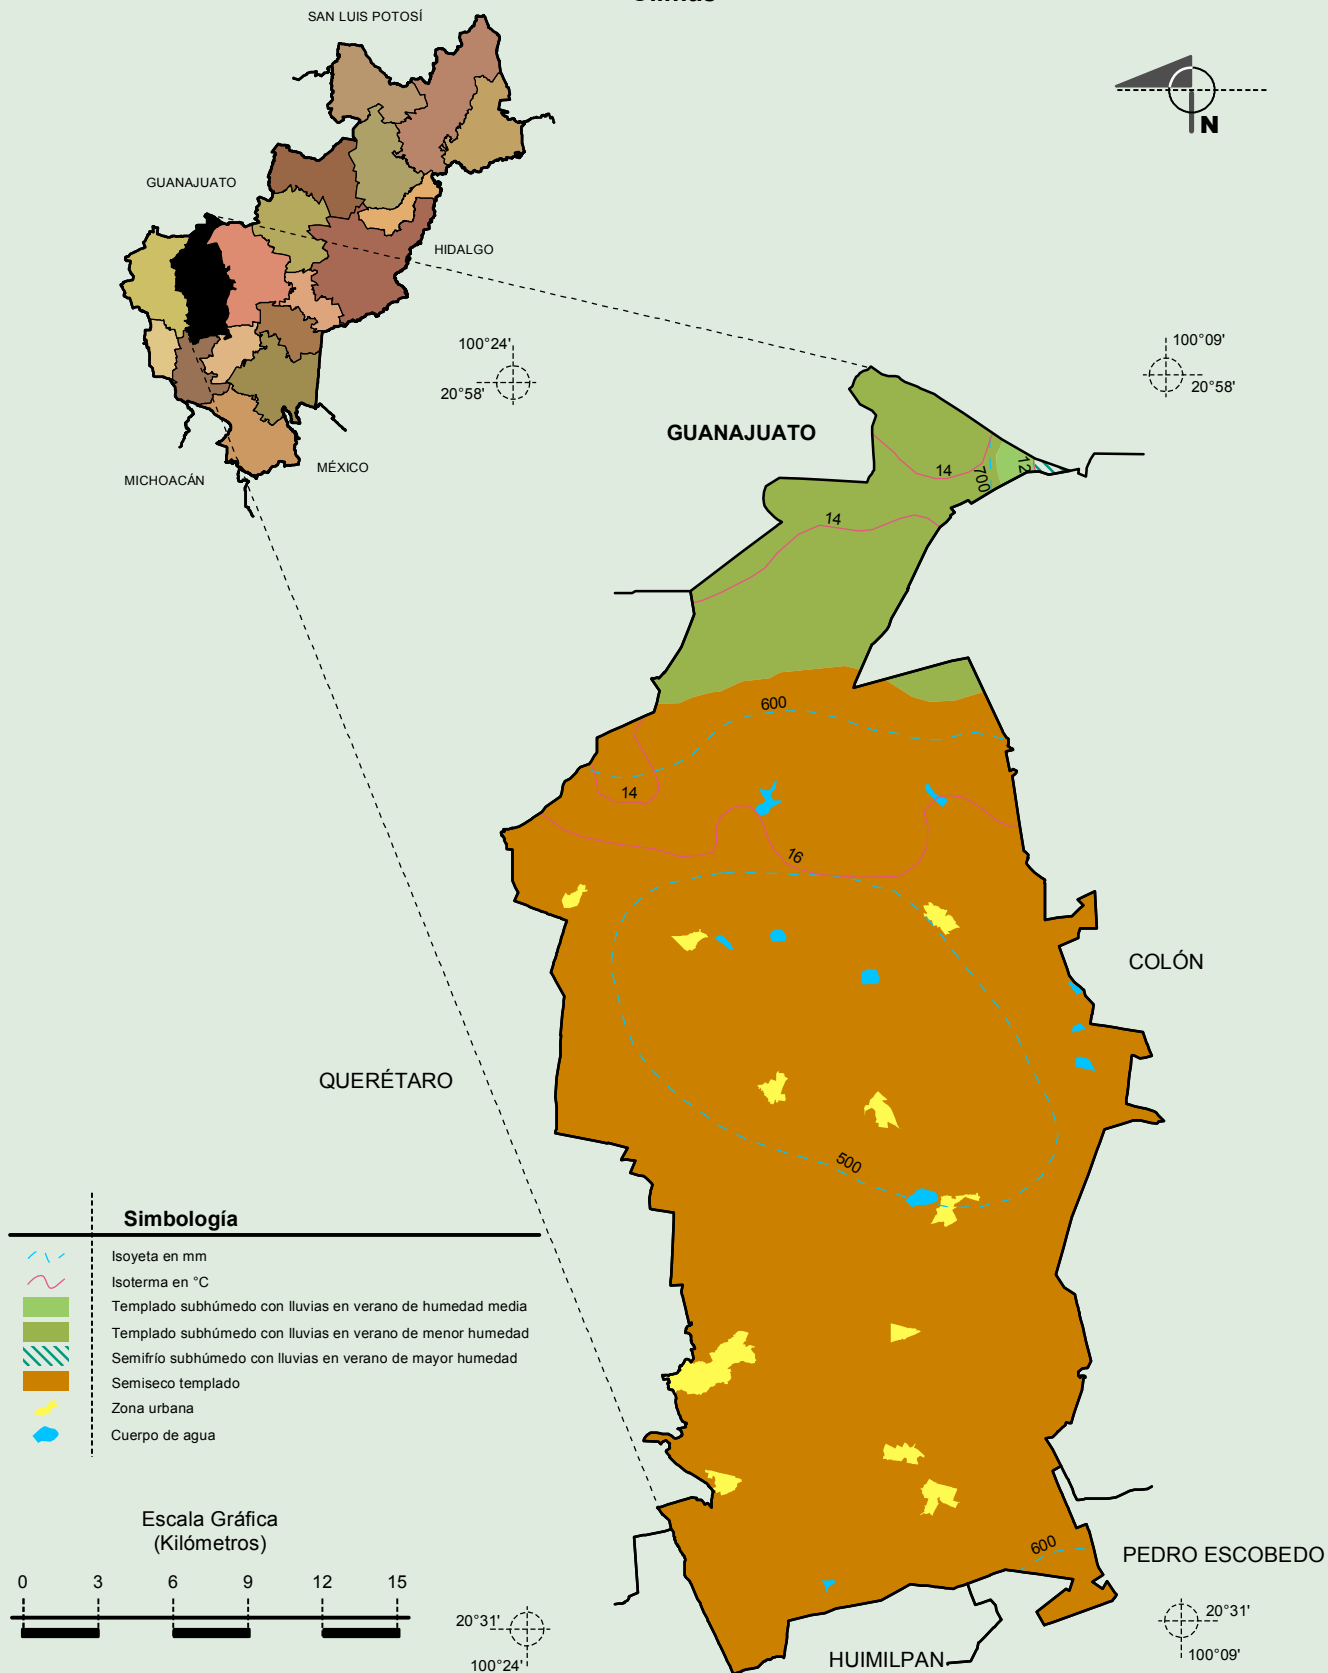 SAN LUIS POTOSÍ
N
GUANAJUATO
HIDALGO
100°24'
20°58'
100°09'
20°58'
GUANAJUATO
14
700
12
MICHOACÁN
MÉXICO
14
600
14
16
COLÓN
QUERÉTARO
500
Simbología
Isoyeta en mm
Isoterma en °C
Templado subhúmedo con lluvias en verano de humedad media
Templado subhúmedo con lluvias en verano de menor humedad
Semifrío subhúmedo con lluvias en verano de mayor humedad
Semiseco templado
Zona urbana
Cuerpo de agua
Escala Gráfica
(Kilómetros)
0 3 6 9 12 15
600
PEDRO ESCOBEDO
20°31'
100°24'
20°31'
100°09'
HUIMILPAN